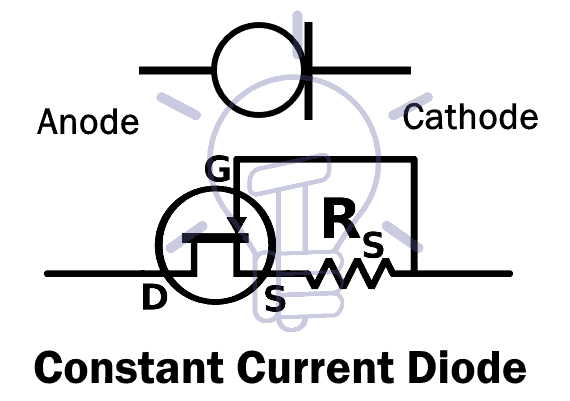 Anode
Cathode
G
R
S
D
S
Constant Current Diode